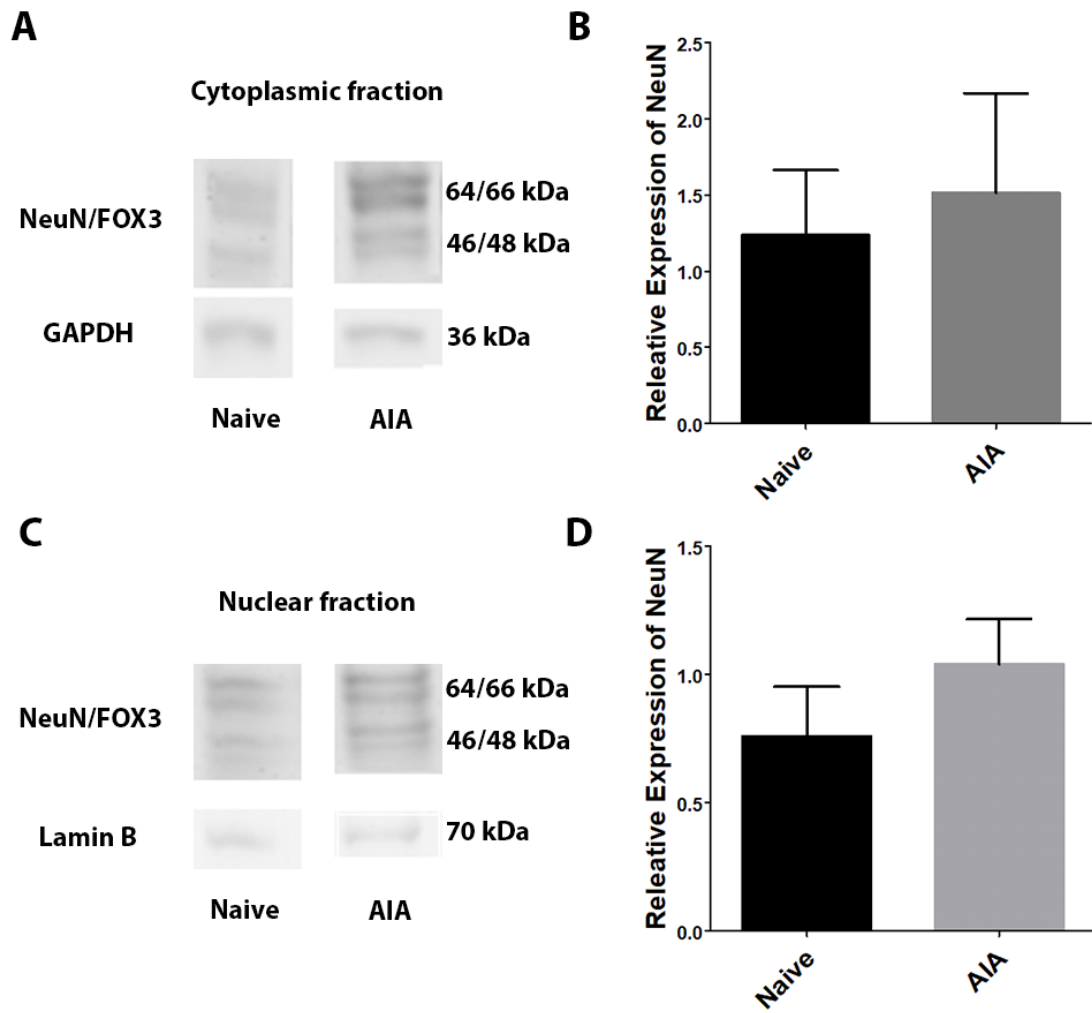 A
Cytoplasmic fraction
NeuN/FOX3
64/66 kDa
46/48 kDa
GAPDH
36 kDa
Naive
AIA
B
Releative Expression of NeuN
2.5
2.0
1.5
1.0
0.5
0.0
Naive
AIA
C
Nuclear fraction
NeuN/FOX3
64/66 kDa
46/48 kDa
Lamin B
70 kDa
Naive
AIA
D
Releative Expression of NeuN
1.5
1.0
0.5
0.0
Naive
AIA